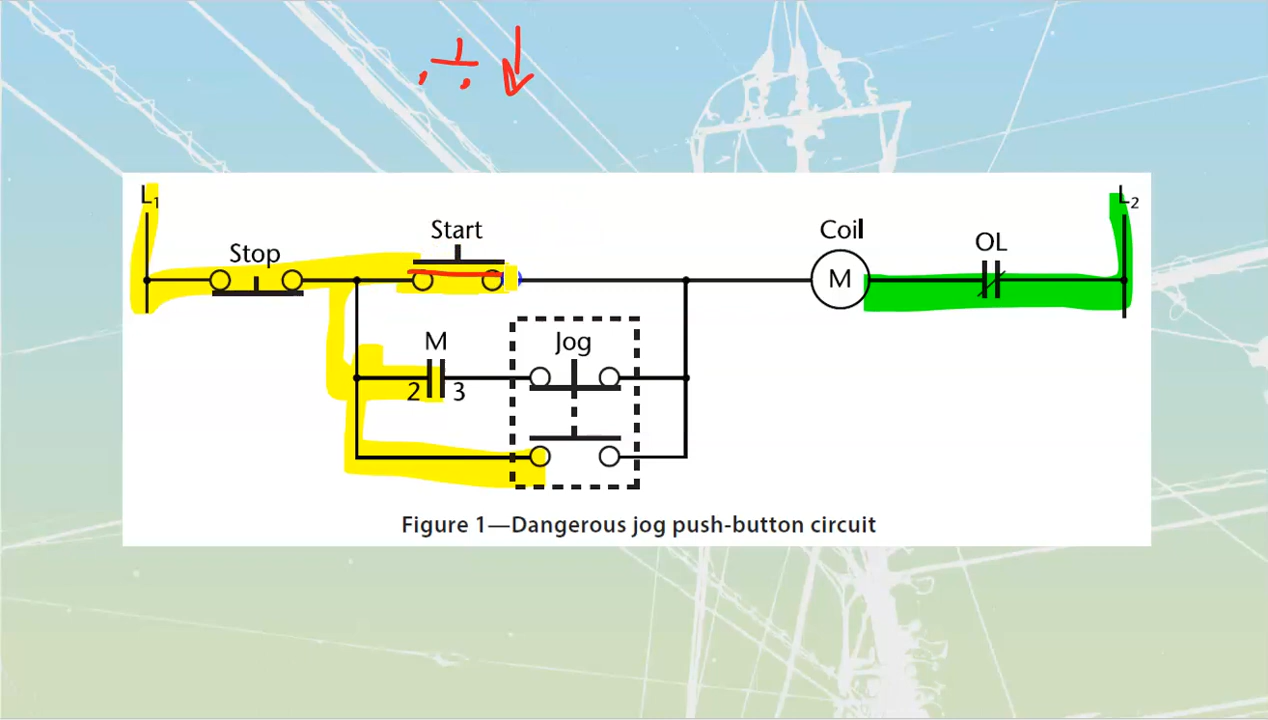 L₁
L₂
Start
Coil
Stop
OL
M
M
Jog
2
3
Figure 1—Dangerous jog push-button circuit